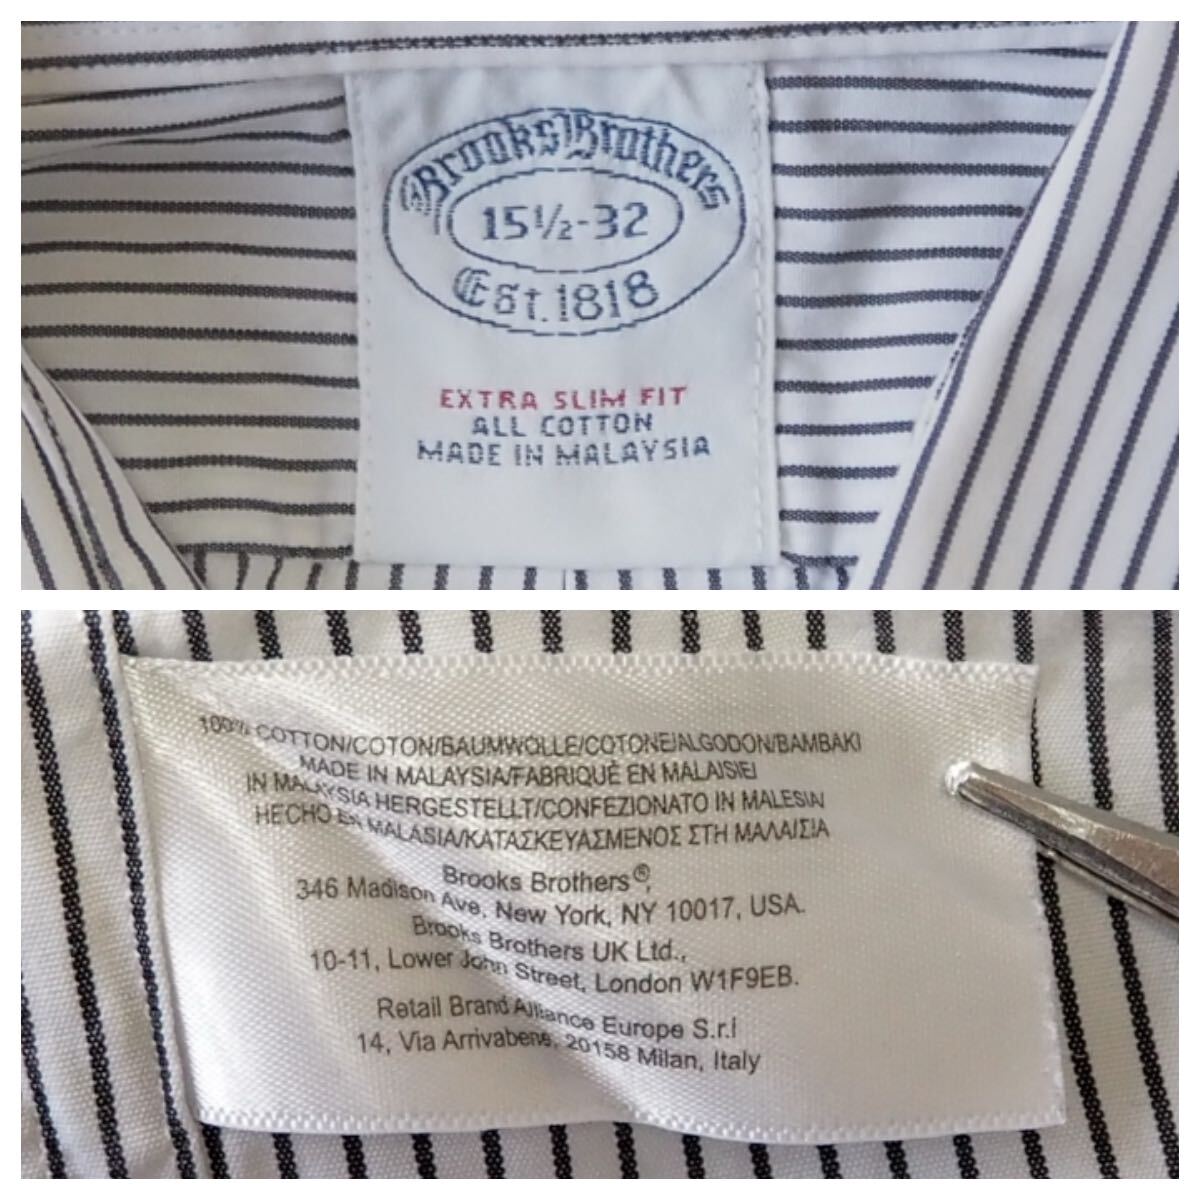 Brooks Brothers
15½-32
Est. 1818
EXTRA SLIM FIT
ALL COTTON
MADE IN MALAYSIA
100% COTTON/COTON/BAUMWOLLE/COTONE/ALGODON/BAMBAKI
MADE IN MALAYSIA/FABRIQUÈ EN MALAISIE/
IN MALAYSIA HERGESTELLT/CONFEZIONATO IN MALESIA/
HECHO EN MALASIA/ΚΑΤΑΣΚΕΥΑΣΜΕΝΟΣ ΣΤΗ ΜΑΛΑΙΣΙΑ
Brooks Brothers®,
346 Madison Ave, New York, NY 10017, USA.
Brooks Brothers UK Ltd.,
10-11, Lower John Street, London W1F9EB.
Retail Brand Alliance Europe S.r.l
14, Via Arrivabene, 20158 Milan, Italy